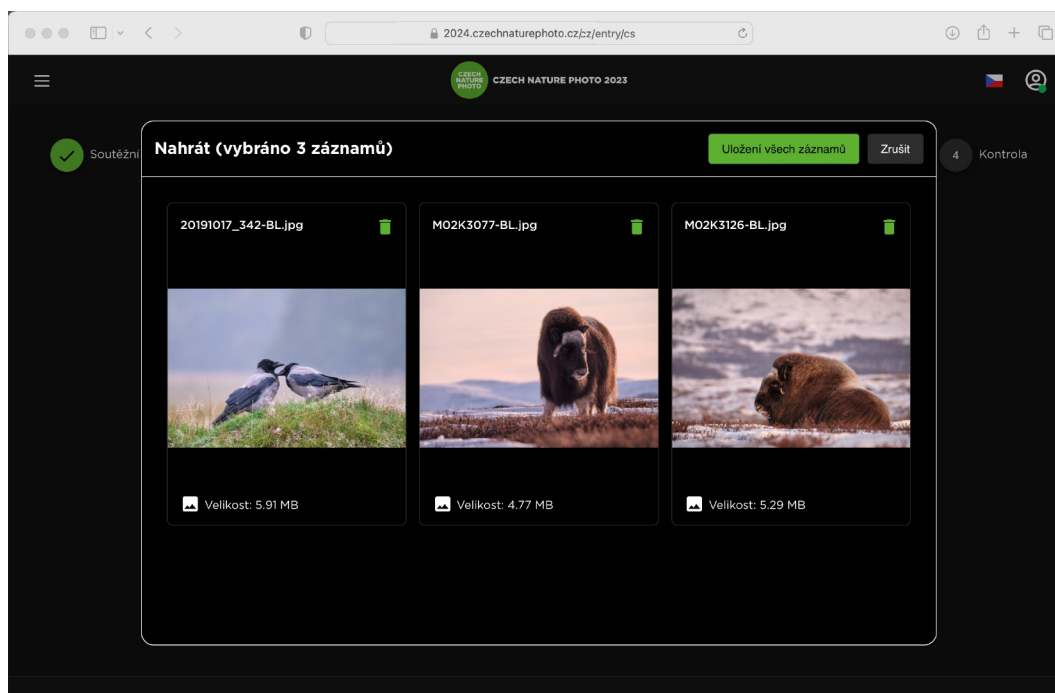 2024.czechnaturephoto.cz/cz/entry/cs
CZECH
NATURE
PHOTO
CZECH NATURE PHOTO 2023
Soutěžní
Nahrát (vybráno 3 záznamů)
Uložení všech záznamů
Zrušit
4 Kontrola
20191017_342-BL.jpg
M02K3077-BL.jpg
M02K3126-BL.jpg
Velikost: 5.91 MB
Velikost: 4.77 MB
Velikost: 5.29 MB